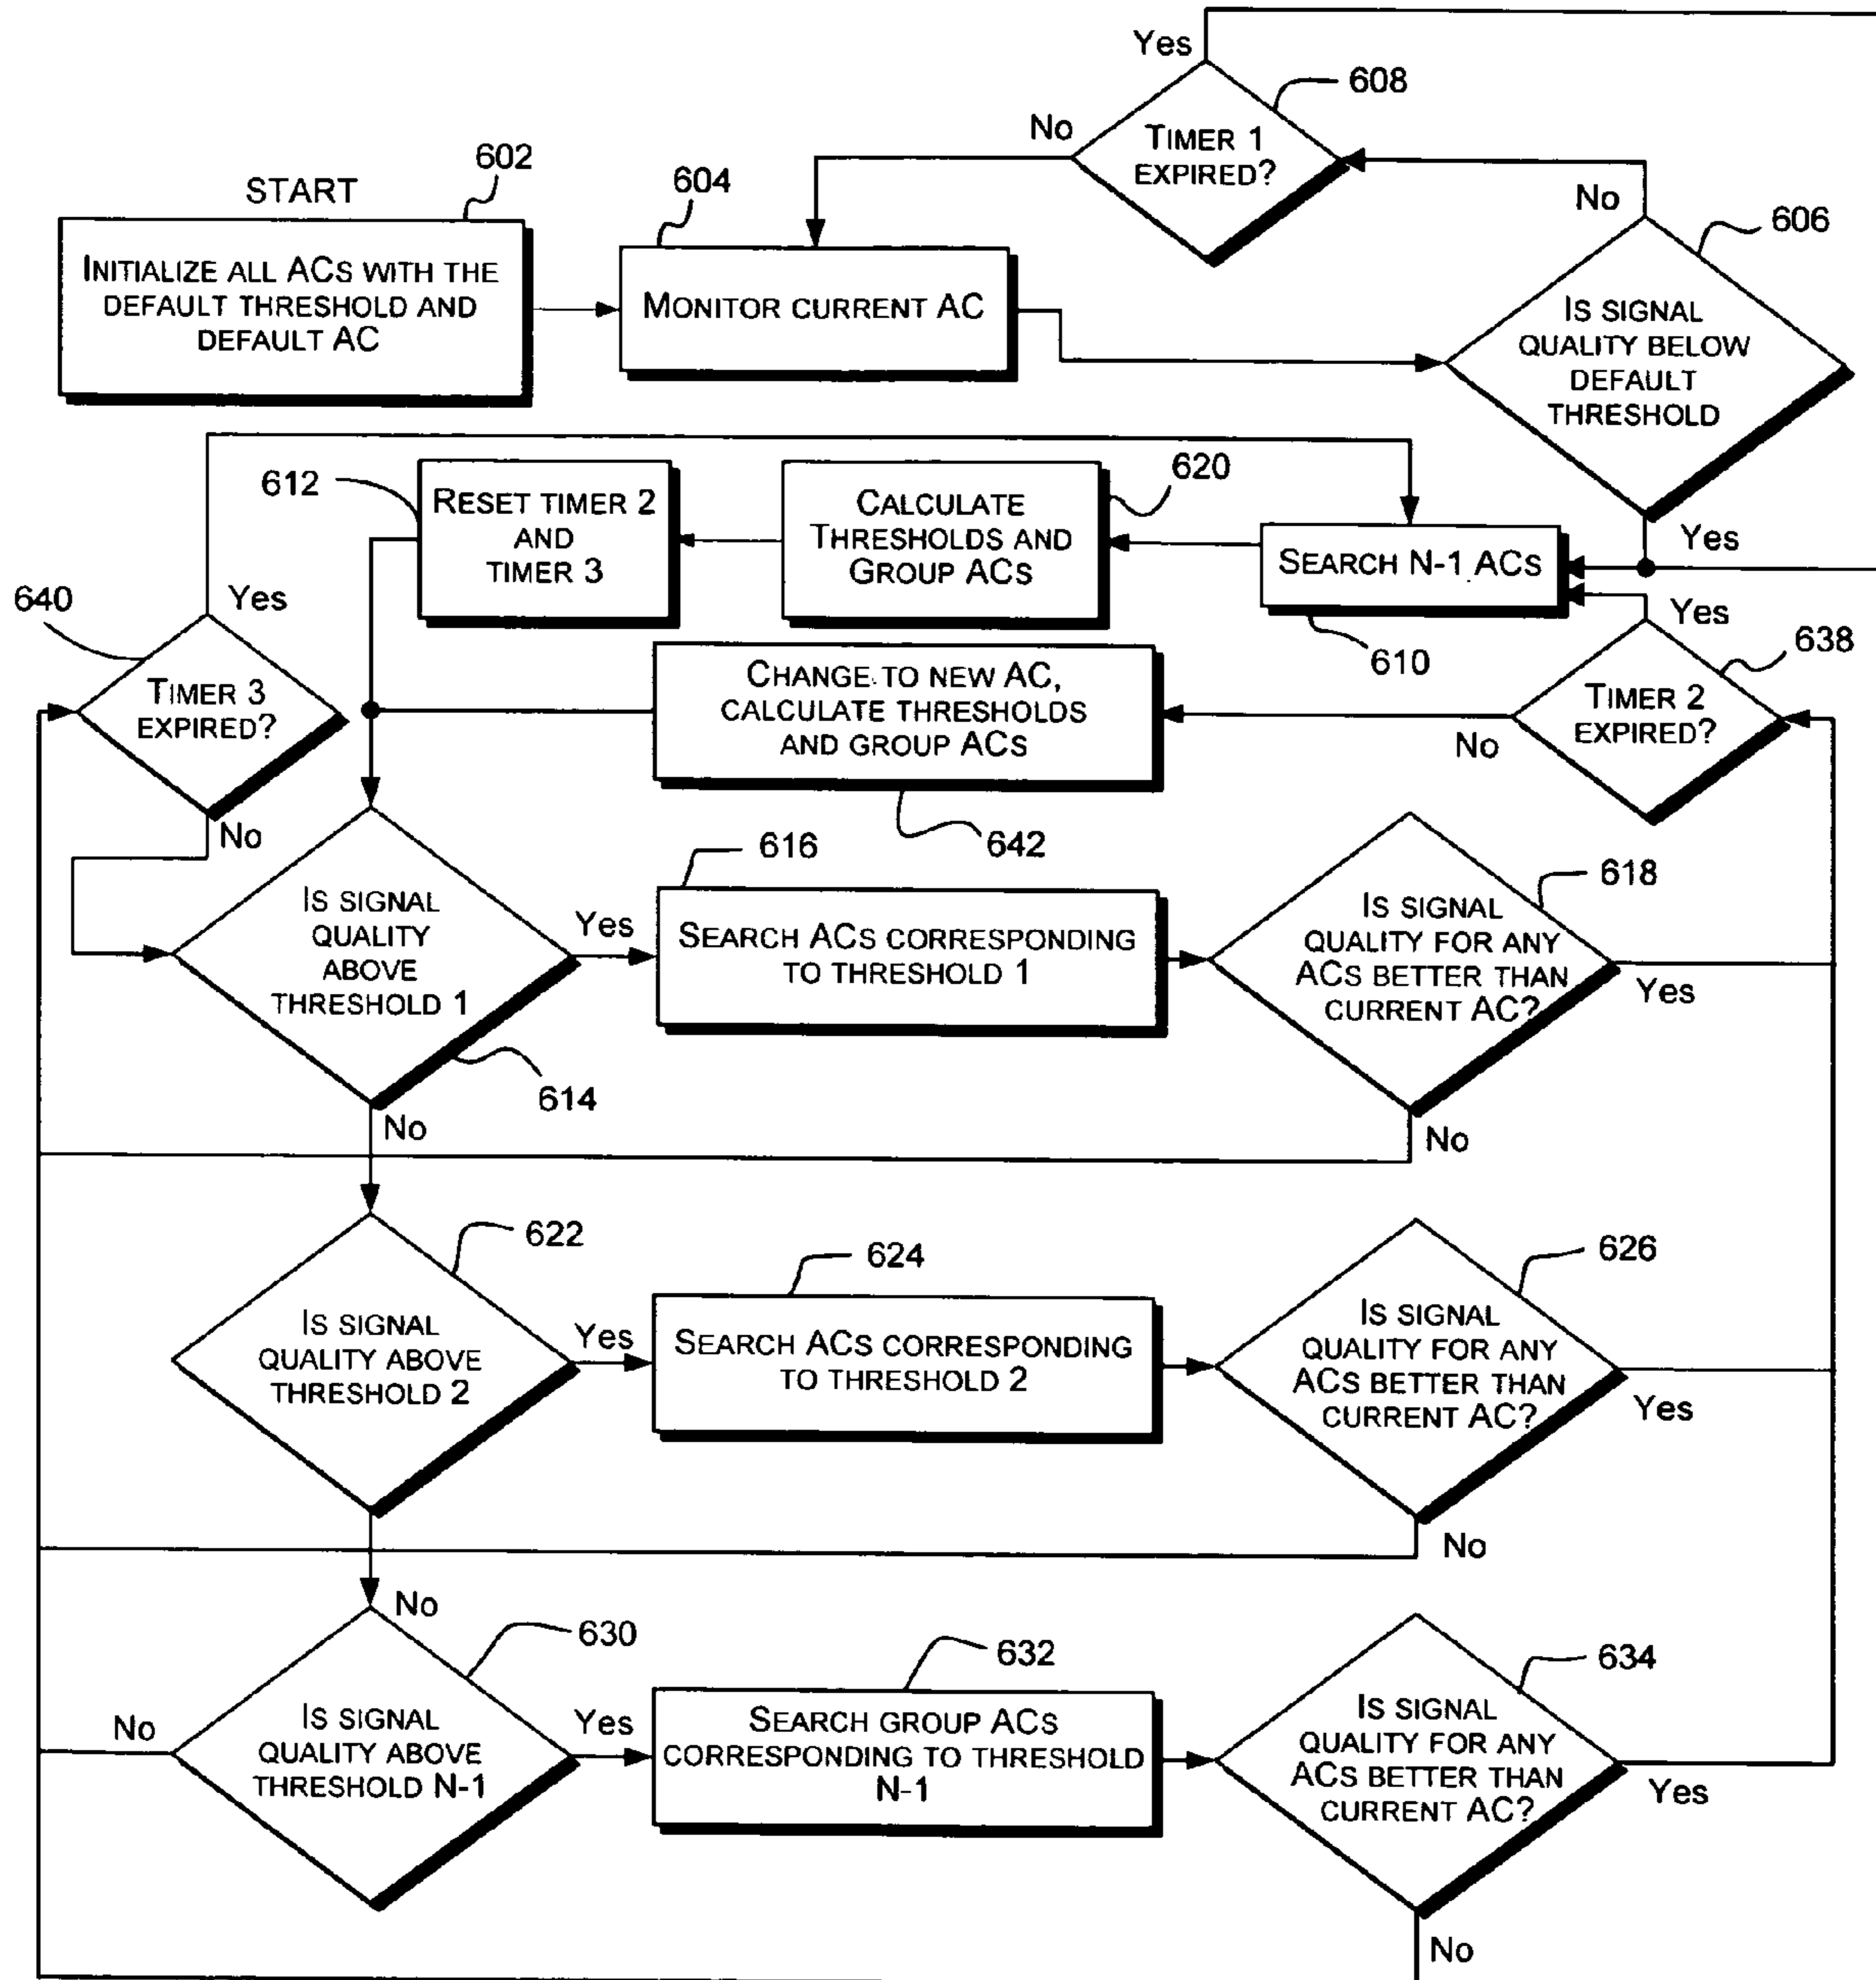 Yes
608
No
TIMER 1
EXPIRED?
602
START
604
No
606
INITIALIZE ALL ACS WITH THE
DEFAULT THRESHOLD AND
DEFAULT AC
MONITOR CURRENT AC
IS SIGNAL
QUALITY BELOW
DEFAULT
THRESHOLD
612
RESET TIMER 2
AND
TIMER 3
CALCULATE
THRESHOLDS AND
GROUP ACS
620
SEARCH N-1 ACS
Yes
610
640
Yes
TIMER 3
EXPIRED?
No
CHANGE TO NEW AC,
CALCULATE THRESHOLDS
AND GROUP ACS
642
Yes
638
TIMER 2
EXPIRED?
No
IS SIGNAL
QUALITY
ABOVE
THRESHOLD 1
614
Yes
616
SEARCH ACS CORRESPONDING
TO THRESHOLD 1
618
IS SIGNAL
QUALITY FOR ANY
ACS BETTER THAN
CURRENT AC?
Yes
No
No
622
IS SIGNAL
QUALITY ABOVE
THRESHOLD 2
Yes
624
SEARCH ACS CORRESPONDING
TO THRESHOLD 2
626
IS SIGNAL
QUALITY FOR ANY
ACS BETTER THAN
CURRENT AC?
Yes
No
No
630
No
IS SIGNAL
QUALITY ABOVE
THRESHOLD N-1
Yes
632
SEARCH GROUP ACS
CORRESPONDING TO THRESHOLD
N-1
634
IS SIGNAL
QUALITY FOR ANY
ACS BETTER THAN
CURRENT AC?
Yes
No